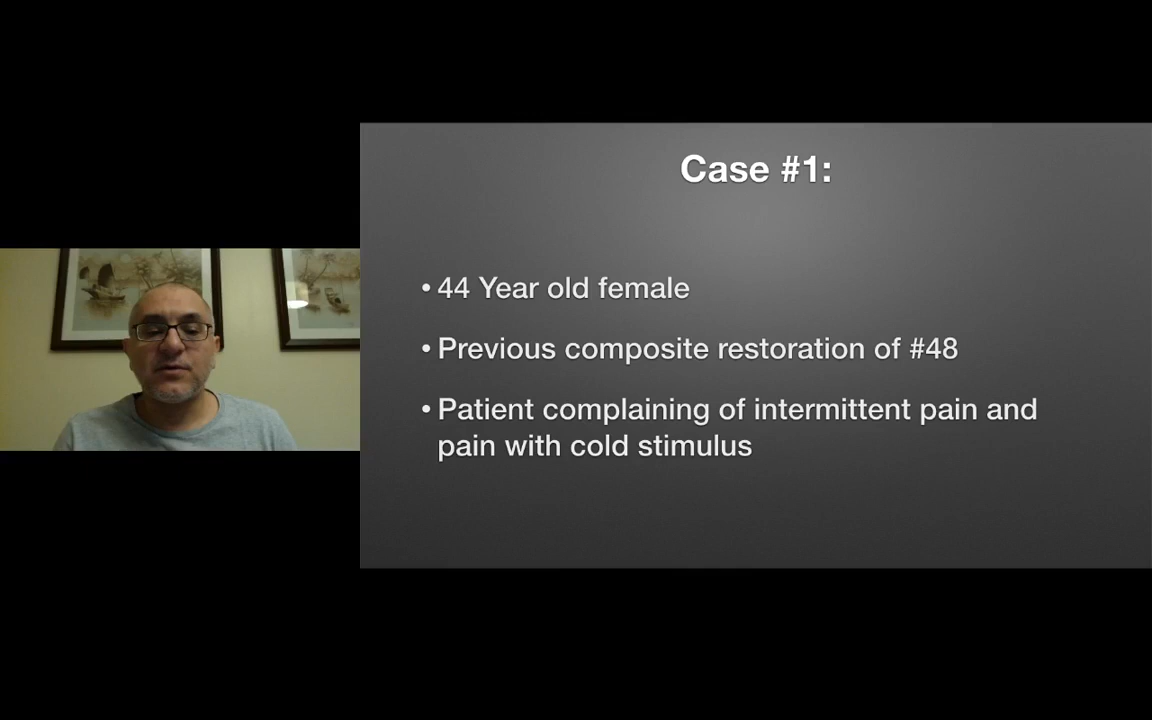 Case #1:
• 44 Year old female
• Previous composite restoration of #48
• Patient complaining of intermittent pain and
pain with cold stimulus